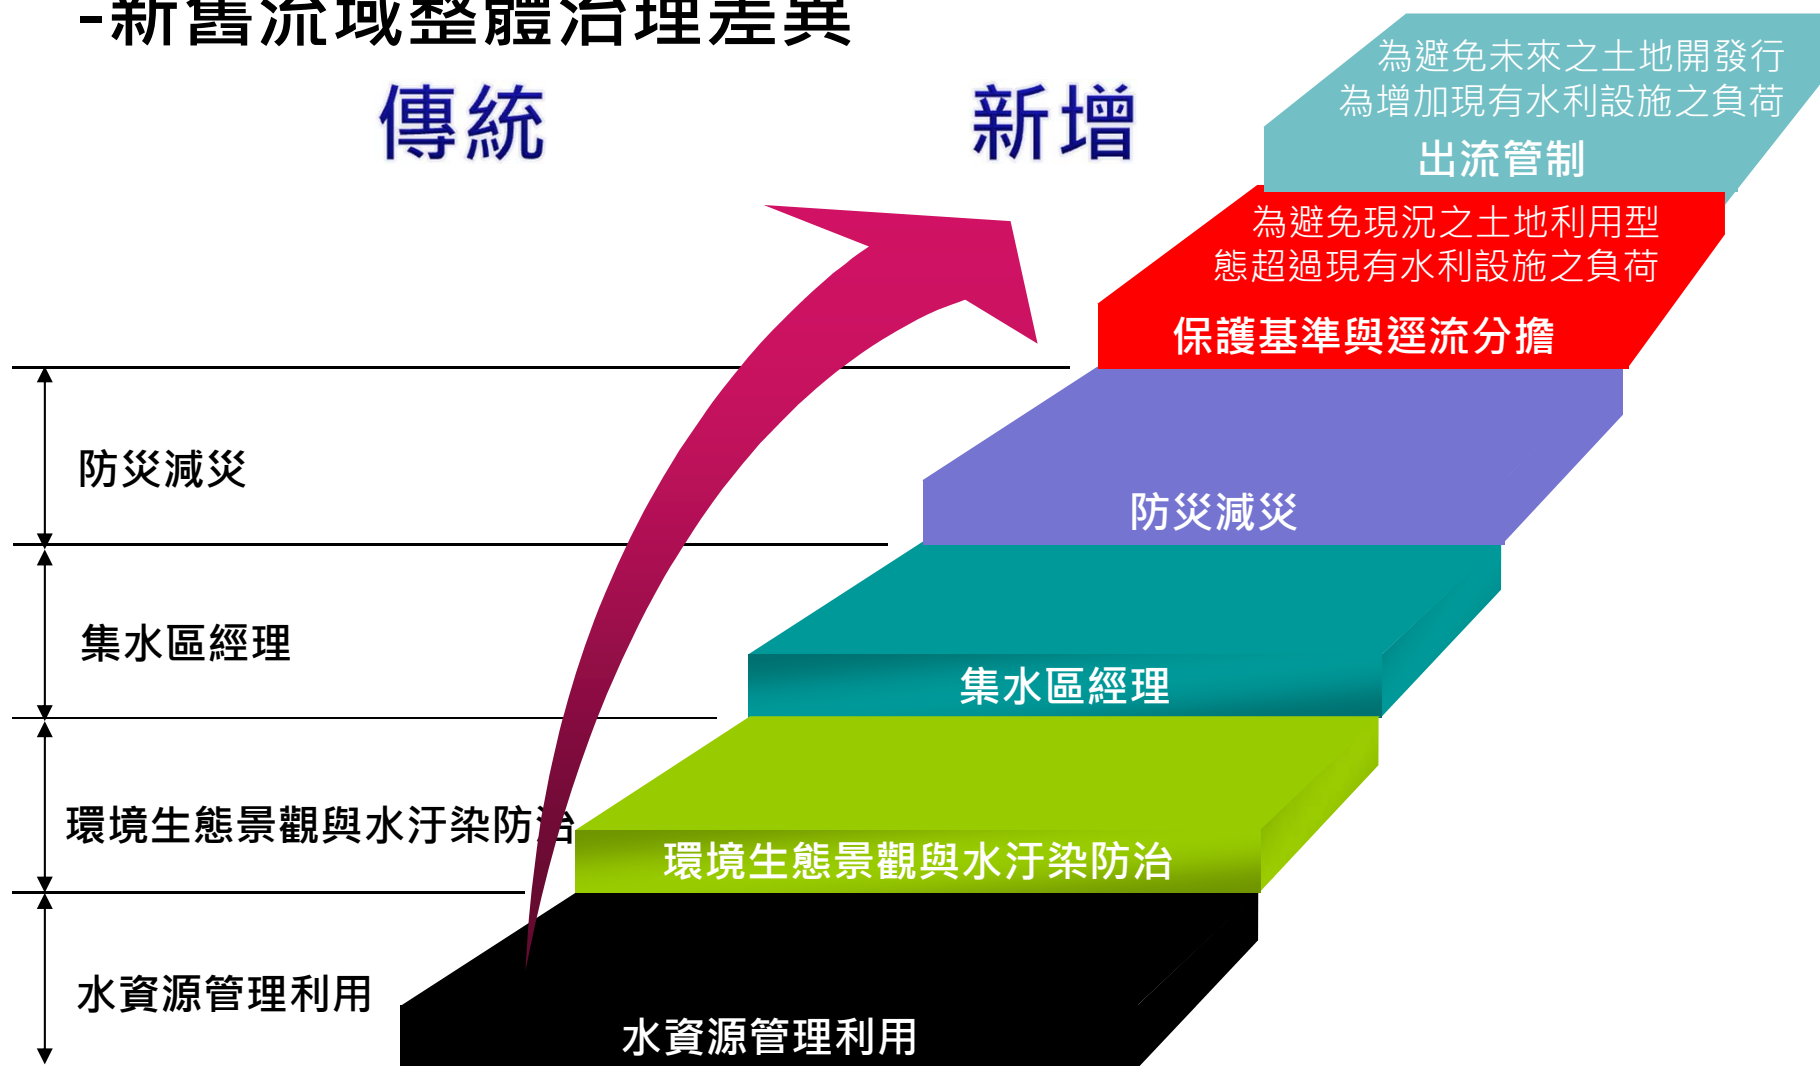 -新舊流域整體治理差異
傳統
新增
為避免未來之土地開發行
為增加現有水利設施之負荷
出流管制
為避免現況之土地利用型
態超過現有水利設施之負荷
保護基準與逕流分擔
防災減災
防災減災
集水區經理
集水區經理
環境生態景觀與水汙染防治
環境生態景觀與水汙染防治
水資源管理利用
水資源管理利用